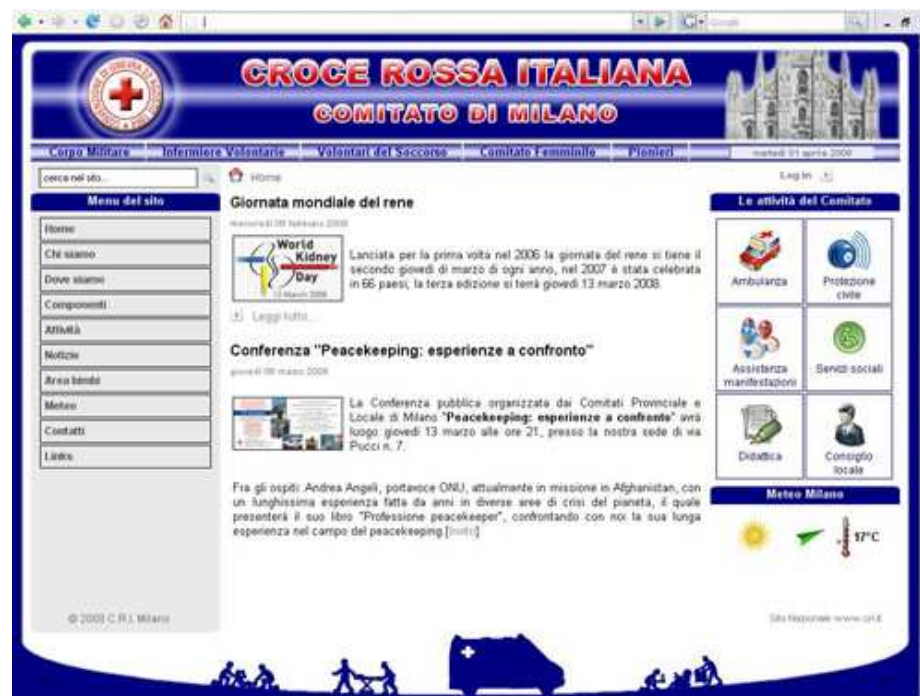 CROCE ROSSA ITALIANA
COMITATO DI MILANO
Corpo Militare
Infermiere Volontarie
Volontari del Soccorso
Comitato Femminile
Pionieri
martedì 01 aprile 2008
cerca nel sito...
Home
Log In
Menu del sito
Home
Chi siamo
Dove siamo
Componenti
Attività
Notizie
Area bimbi
Meteo
Contatti
Links
© 2008 C.R.I. Milano
Giornata mondiale del rene
World
Kidney
Day
13 March 2008
Lanciata per la prima volta nel 2006 la giornata del rene si tiene il
secondo giovedì di marzo di ogni anno, nel 2007 è stata celebrata
in 66 paesi, la terza edizione si terrà giovedì 13 marzo 2008.
Leggi tutto...
Conferenza "Peacekeeping: esperienze a confronto"
La Conferenza pubblica organizzata dai Comitati Provinciale e
Locale di Milano "Peacekeeping: esperienze a confronto" avrà
luogo giovedì 13 marzo alle ore 21, presso la nostra sede di via
Pucci n. 7.
Fra gli ospiti: Andrea Angeli, portavoce ONU, attualmente in missione in Afghanistan, con
un lunghissima esperienza fatta da anni in diverse aree di crisi del pianeta, il quale
presenterà il suo libro "Professione peacekeeper", confrontando con noi la sua lunga
esperienza nel campo del peacekeeping.[invito]
Le attività del Comitato
Ambulanza
Protezione
civile
Assistenza
manifestazioni
Servizi sociali
Didattica
Consiglio
locale
Meteo Milano
17°C
Sito Nazionale www.cri.it